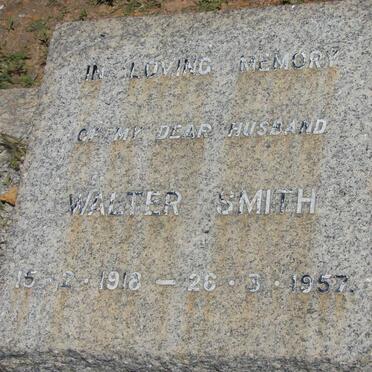 IN LOVING MEMORY
OF MY DEAR HUSBAND
WALTER SMITH
15 · 2 · 1918 — 26 · 3 · 1957.